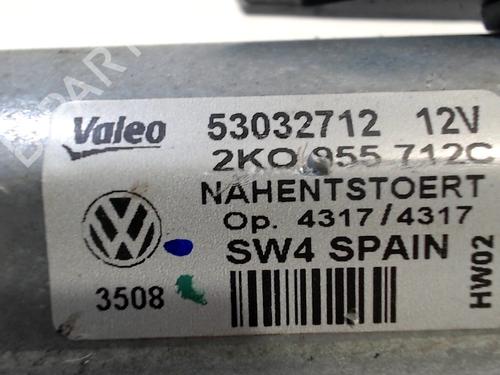 Valeo 53032712 12V
2K0 955 712C
NAHENTSTOERT
Op. 4317/4317
SW4 SPAIN
3508
HW02